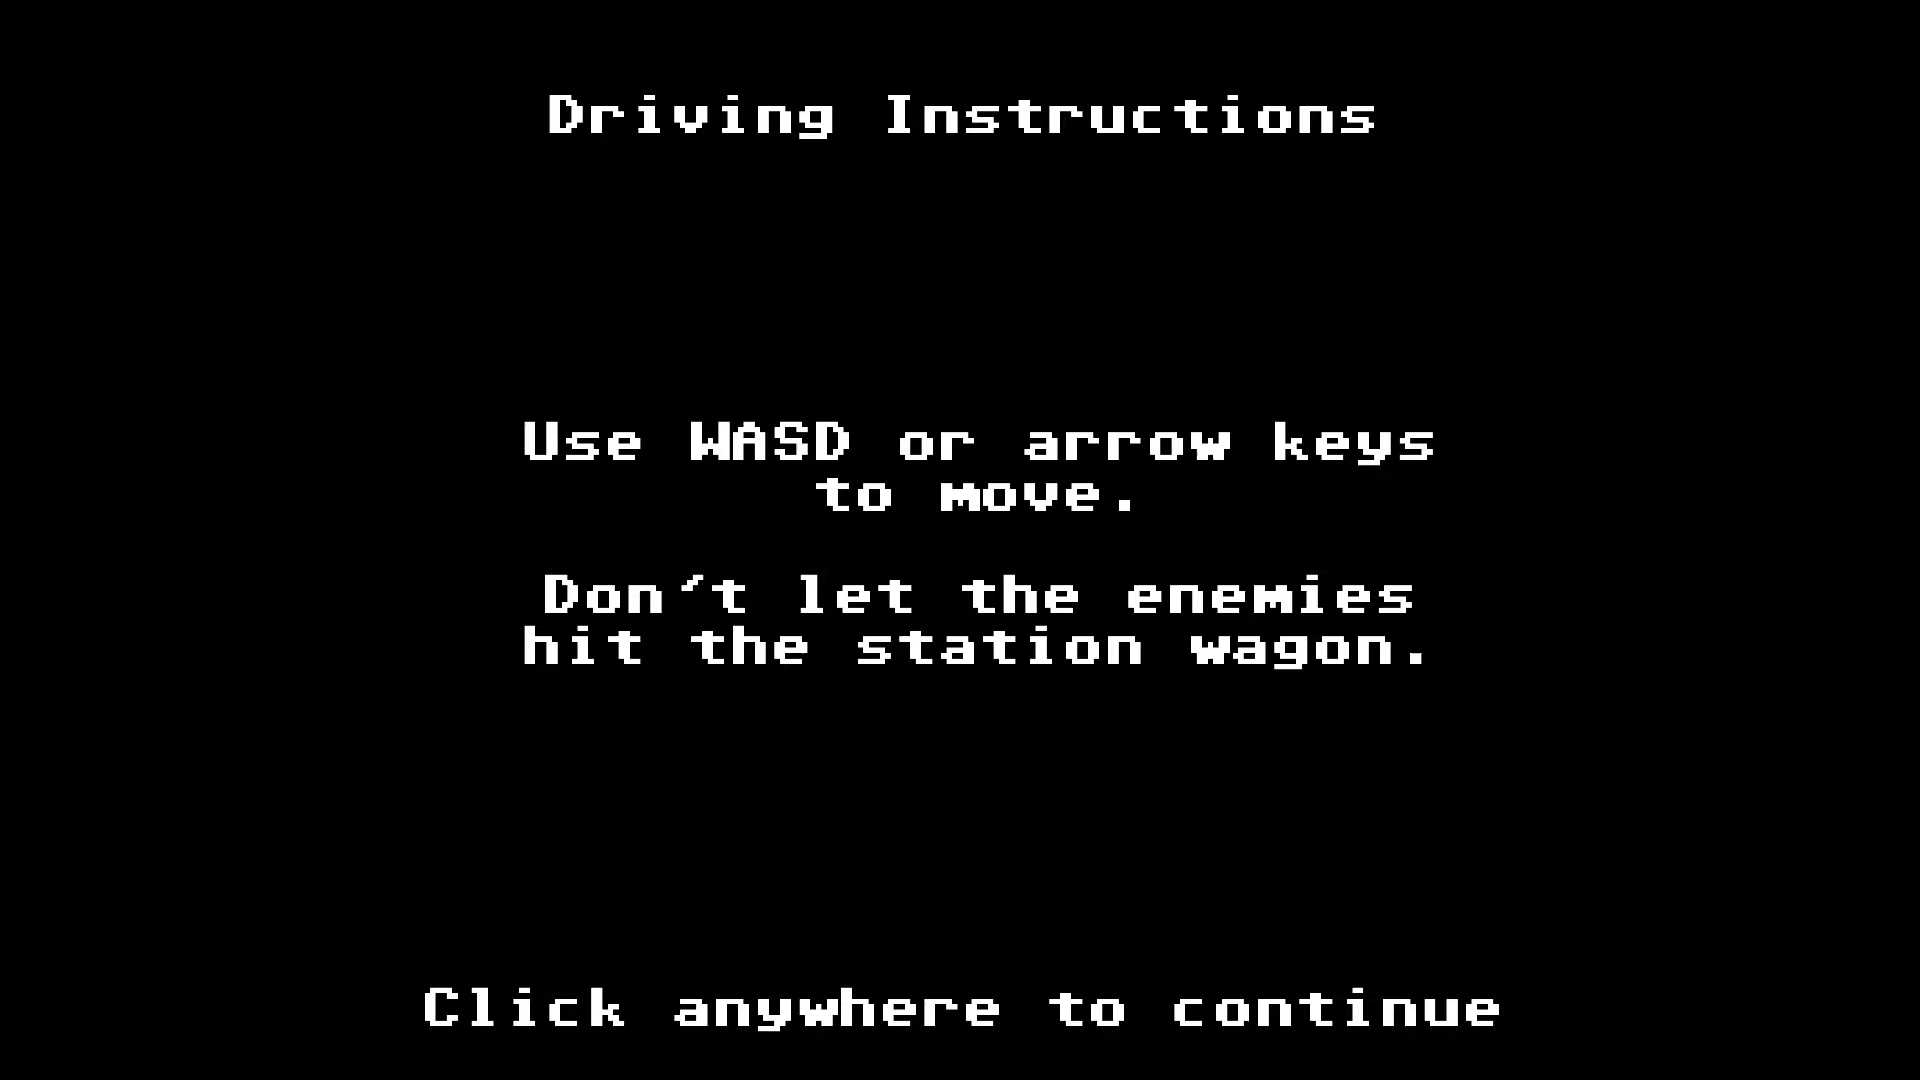 Driving Instructions
Use WASD or arrow keys
to move.
Don't let the enemies
hit the station wagon.
Click anywhere to continue